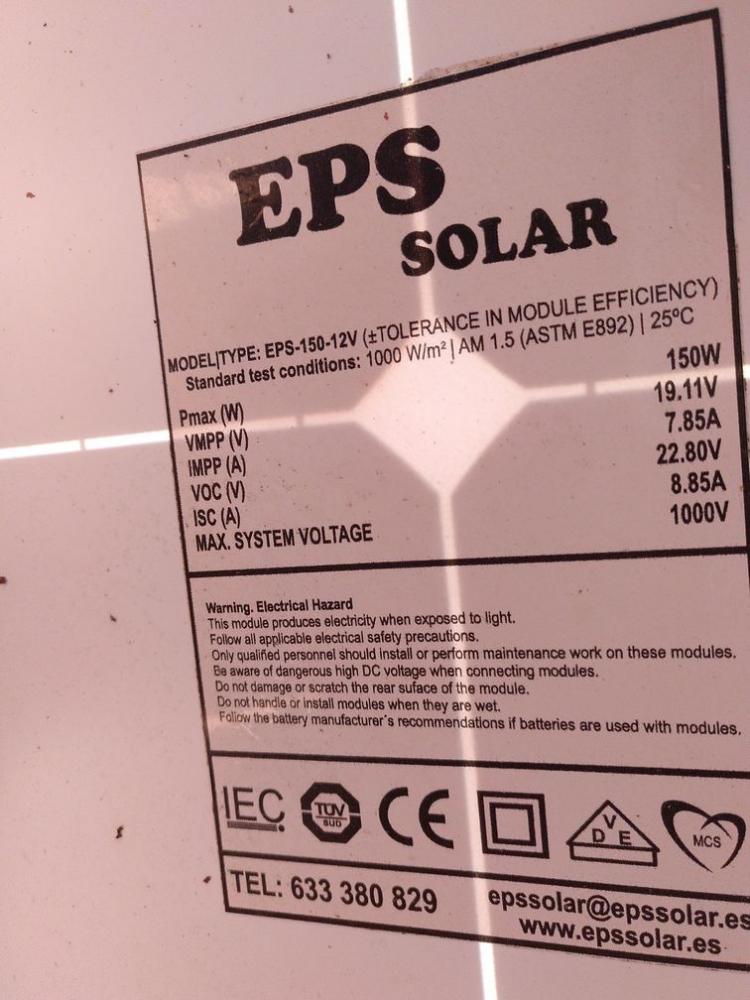 EPS
SOLAR
MODEL|TYPE: EPS-150-12V (±TOLERANCE IN MODULE EFFICIENCY)
Standard test conditions: 1000 W/m² | AM 1.5 (ASTM E892) | 25ºC
Pmax (W) 150W
VMPP (V) 19.11V
IMPP (A) 7.85A
VOC (V) 22.80V
ISC (A) 8.85A
MAX. SYSTEM VOLTAGE 1000V
Warning. Electrical Hazard
This module produces electricity when exposed to light.
Follow all applicable electrical safety precautions.
Only qualified personnel should install or perform maintenance work on these modules.
Be aware of dangerous high DC voltage when connecting modules.
Do not damage or scratch the rear suface of the module.
Do not handle or install modules when they are wet.
Follow the battery manufacturer´s recommendations if batteries are used with modules.
IEC TÜV SÜD CE VDE MCS
TEL: 633 380 829 epssolar@epssolar.es
www.epssolar.es